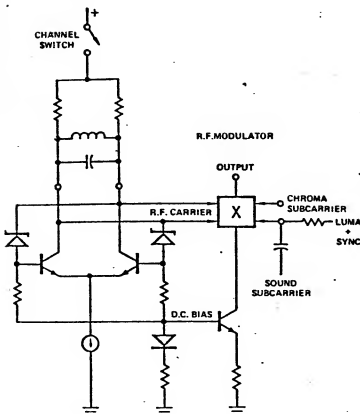 +
CHANNEL
SWITCH
R.F. MODULATOR
OUTPUT
X
CHROMA
SUBCARRIER
R.F. CARRIER
LUMA
+
SYNC
SOUND
SUBCARRIER
D.C. BIAS
I